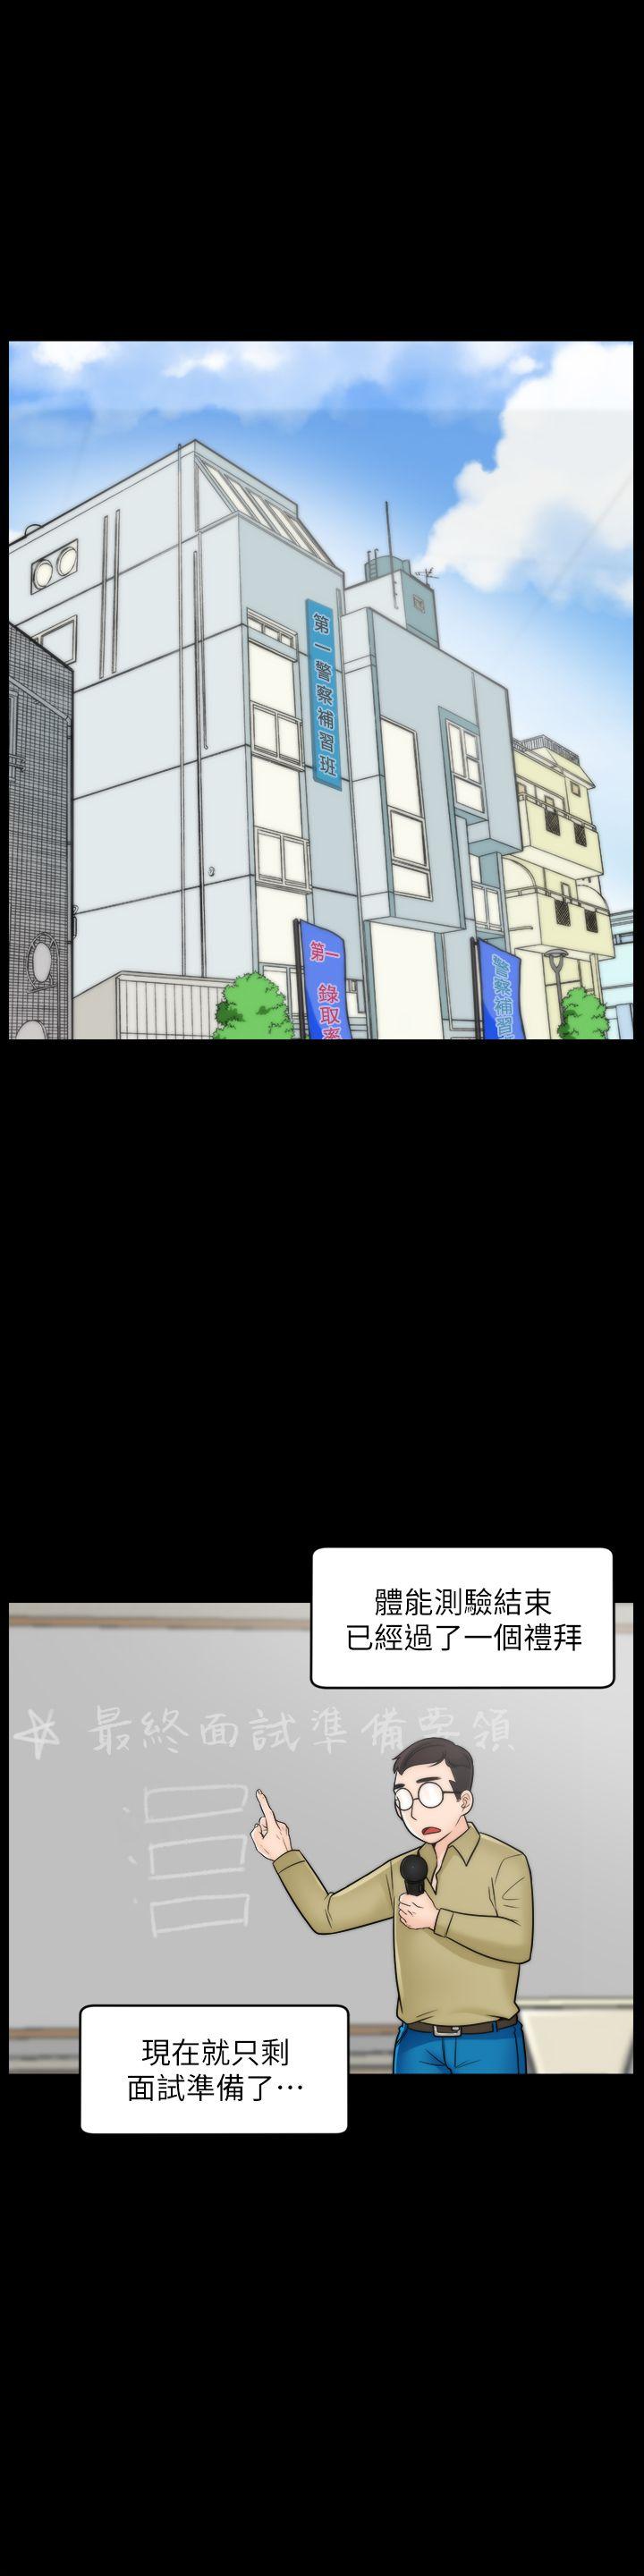 第一警察補習班
第一
錄取率
警察補習
體能測驗結束
已經過了一個禮拜
☆ 最終面試準備要領
現在就只剩
面試準備了⋯